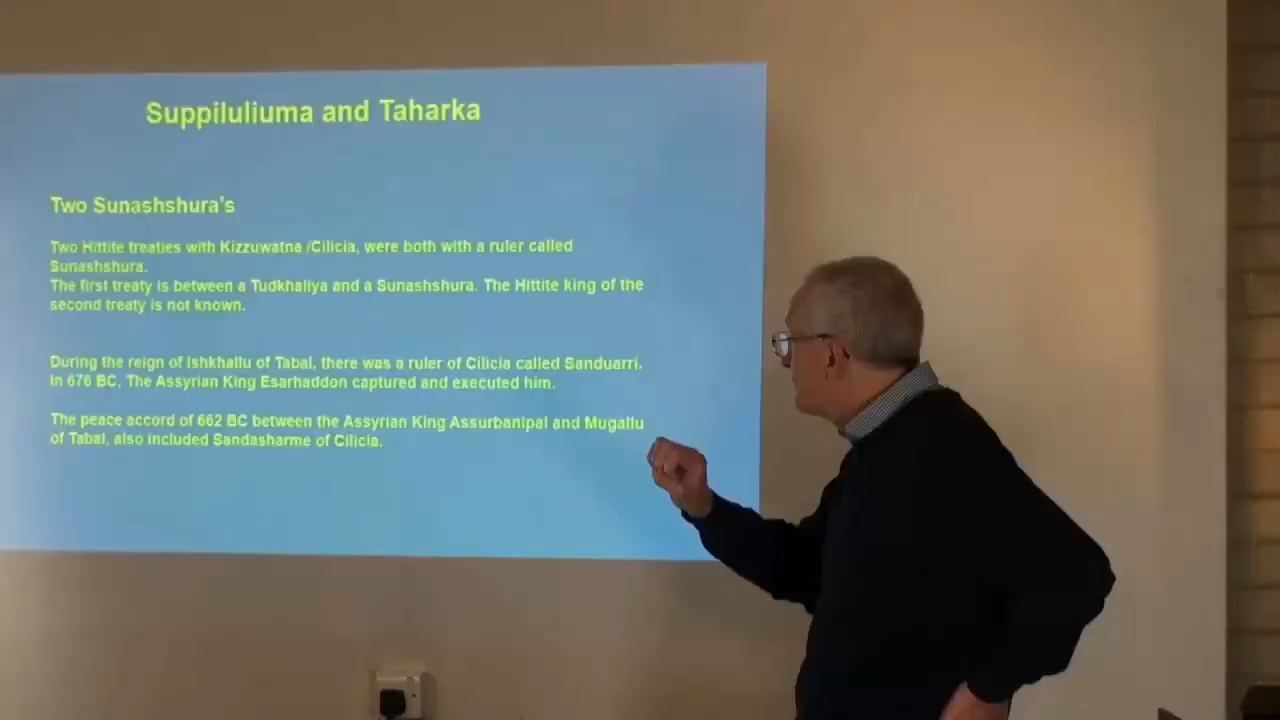 Suppiluliuma and Taharka
Two Sunashshura's
Two Hittite treaties with Kizzuwatna /Cilicia, were both with a ruler called
Sunashshura.
The first treaty is between a Tudkhaliya and a Sunashshura. The Hittite king of the
second treaty is not known.
During the reign of Ishkhallu of Tabal, there was a ruler of Cilicia called Sanduarri.
In 676 BC, The Assyrian King Esarhaddon captured and executed him.
The peace accord of 662 BC between the Assyrian King Assurbanipal and Mugallu
of Tabal, also included Sandasharme of Cilicia.